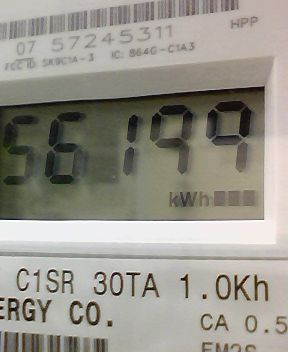 HPP
07 57245311
FCC ID: SK9C1A-3 IC: 864G-C1A3
56199
kWh
C1SR 30TA 1.0Kh
ERGY CO.
CA 0.5